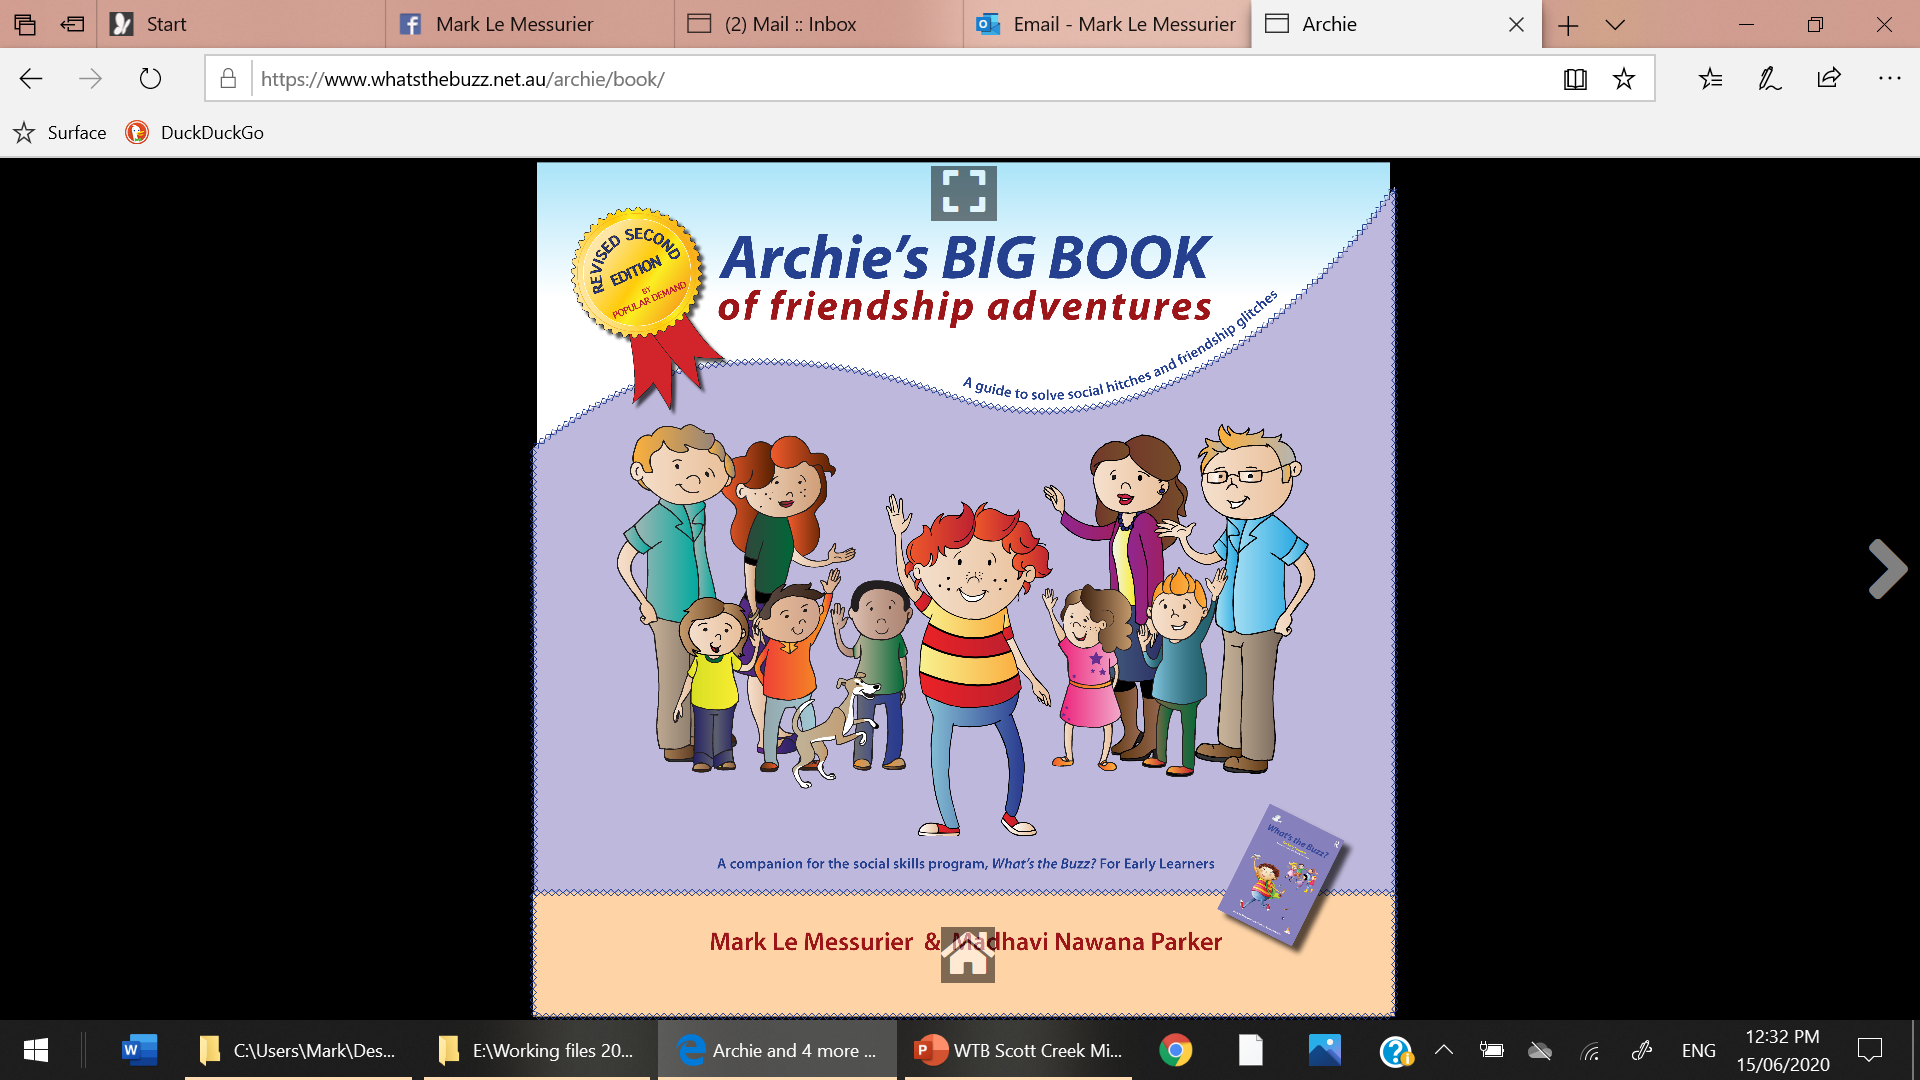 Start
Mark Le Messurier
(2) Mail :: Inbox
Email - Mark Le Messurier
Archie
https://www.whatsthebuzz.net.au/archie/book/
Surface
DuckDuckGo
REVISED SECOND
EDITION
BY
POPULAR DEMAND
Archie's BIG BOOK
of friendship adventures
A guide to solve social hitches and friendship glitches
What's the Buzz?
A companion for the social skills program, What's the Buzz? For Early Learners
Mark Le Messurier & Madhavi Nawana Parker
C:\Users\Mark\Des...
E:\Working files 20...
Archie and 4 more ...
WTB Scott Creek Mi...
ENG
12:32 PM
15/06/2020